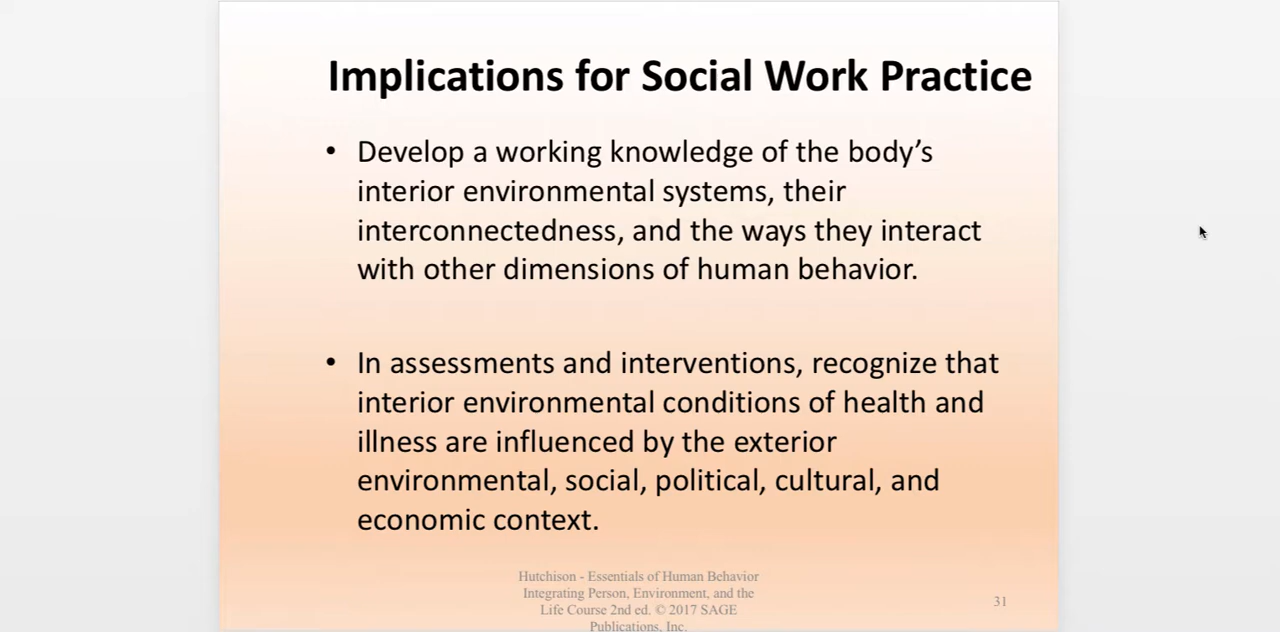 Implications for Social Work Practice
• Develop a working knowledge of the body's
interior environmental systems, their
interconnectedness, and the ways they interact
with other dimensions of human behavior.
• In assessments and interventions, recognize that
interior environmental conditions of health and
illness are influenced by the exterior
environmental, social, political, cultural, and
economic context.
Hutchison - Essentials of Human Behavior
Integrating Person, Environment, and the
Life Course 2nd ed. © 2017 SAGE
Publications, Inc.
31